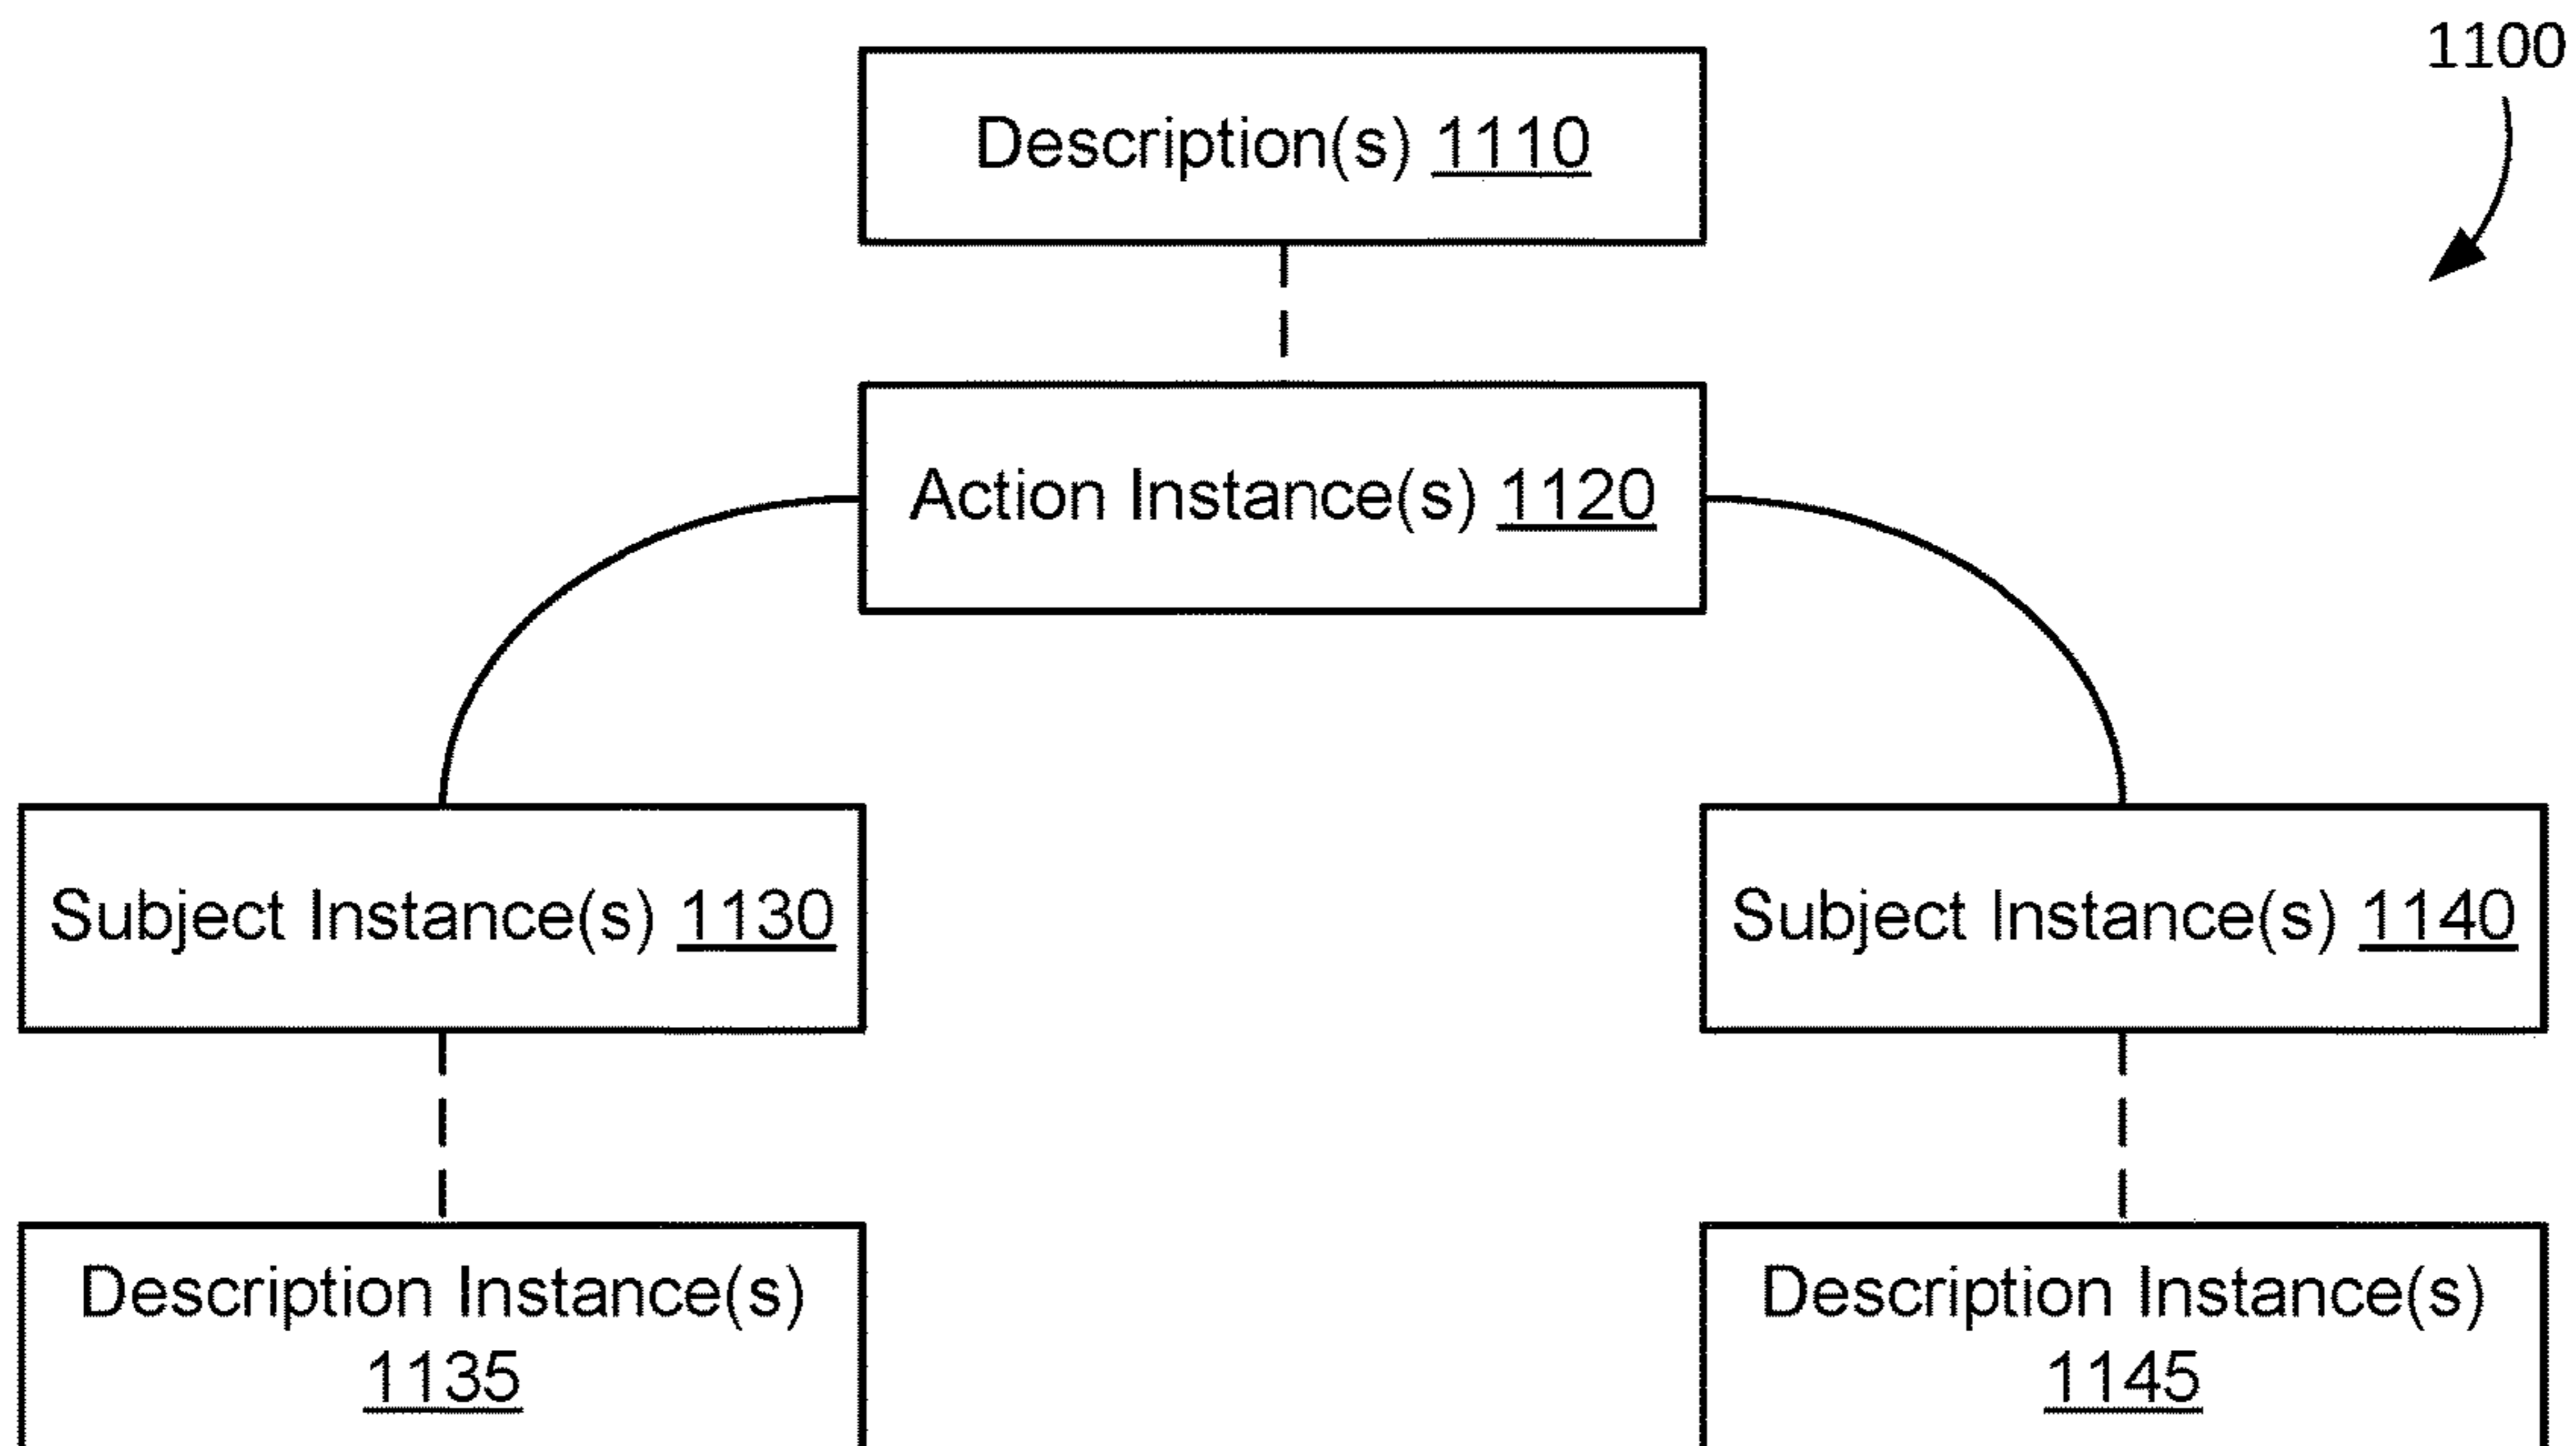 1100
Description(s) 1110
Action Instance(s) 1120
Subject Instance(s) 1130
Subject Instance(s) 1140
Description Instance(s)
1135
Description Instance(s)
1145